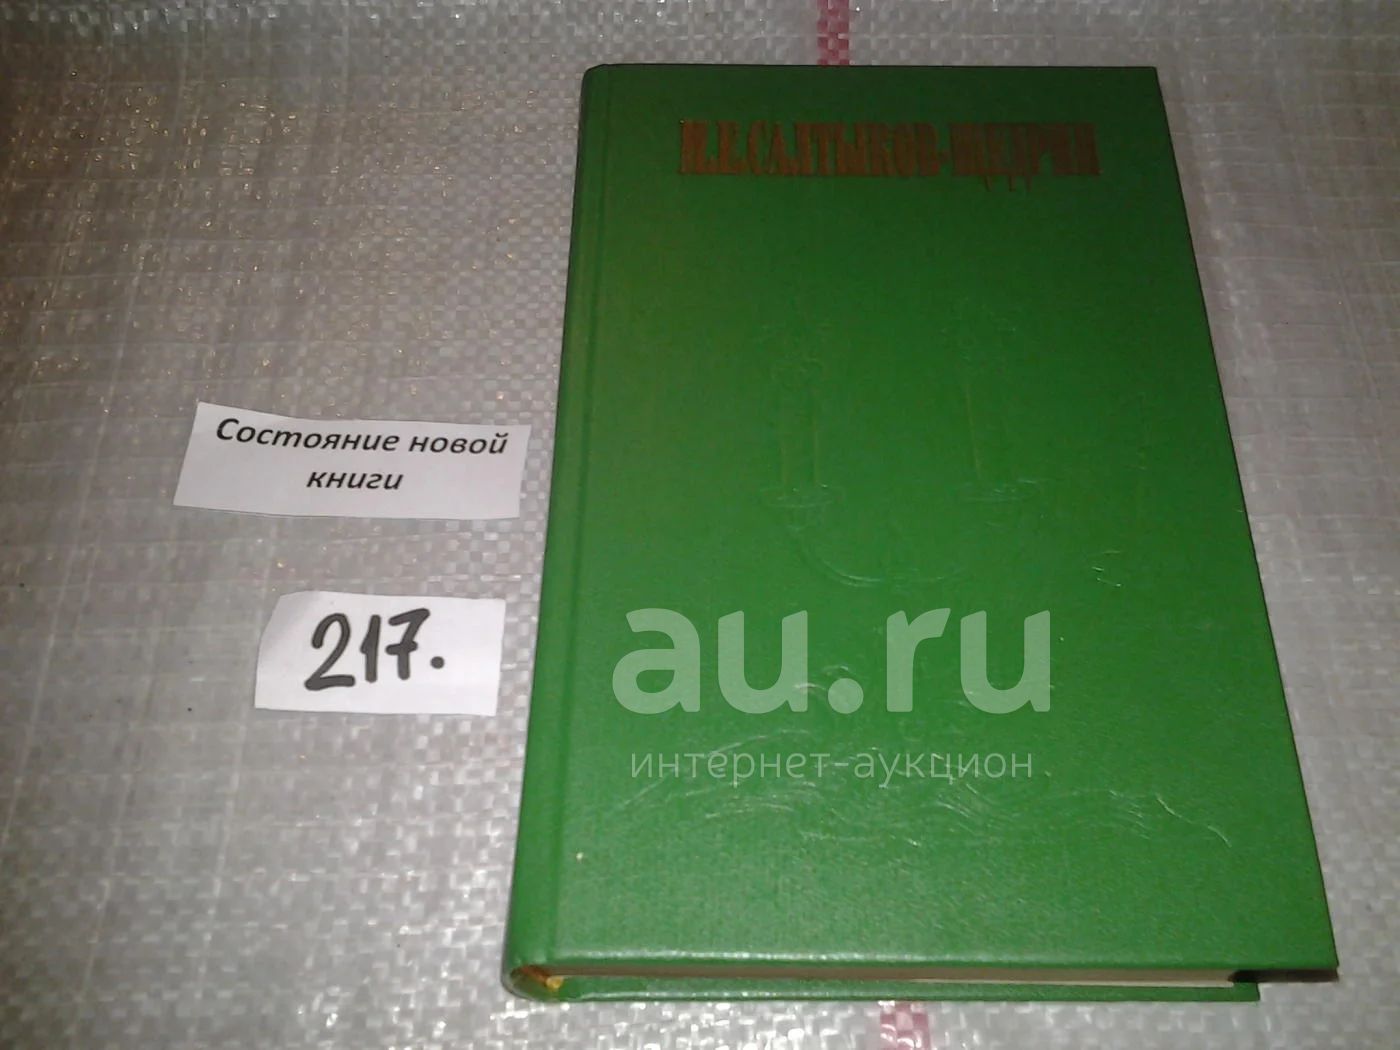 М.Е.САЛТЫКОВ-ЩЕДРИН
Состояние новой
книги
217.
au.ru
интернет-аукцион